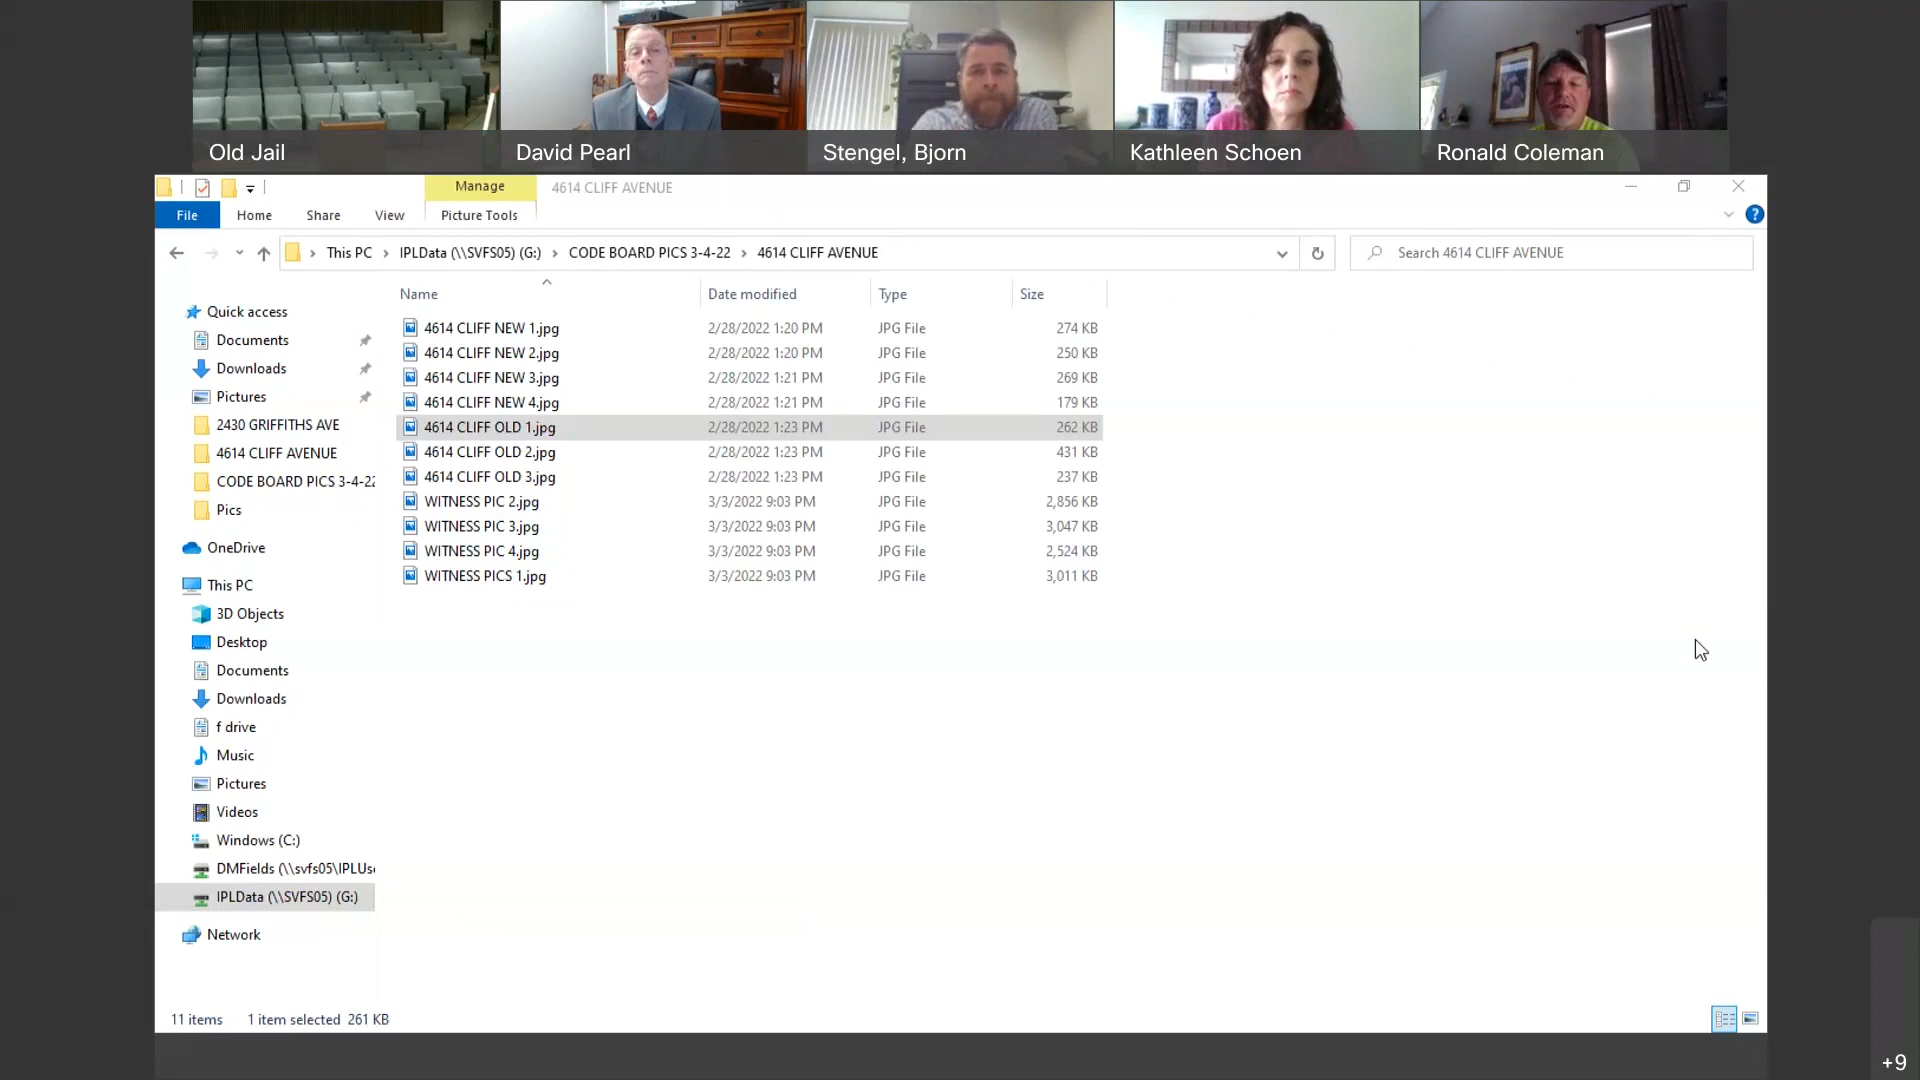 Old Jail
David Pearl
Stengel, Bjorn
Kathleen Schoen
Ronald Coleman
Manage
4614 CLIFF AVENUE
File
Home
Share
View
Picture Tools
This PC
IPLData (\\SVFS05) (G:)
CODE BOARD PICS 3-4-22
4614 CLIFF AVENUE
Search 4614 CLIFF AVENUE
Name
Date modified
Type
Size
4614 CLIFF NEW 1.jpg 2/28/2022 1:20 PM JPG File 274 KB
4614 CLIFF NEW 2.jpg 2/28/2022 1:20 PM JPG File 250 KB
4614 CLIFF NEW 3.jpg 2/28/2022 1:21 PM JPG File 269 KB
4614 CLIFF NEW 4.jpg 2/28/2022 1:21 PM JPG File 179 KB
4614 CLIFF OLD 1.jpg 2/28/2022 1:23 PM JPG File 262 KB
4614 CLIFF OLD 2.jpg 2/28/2022 1:23 PM JPG File 431 KB
4614 CLIFF OLD 3.jpg 2/28/2022 1:23 PM JPG File 237 KB
WITNESS PIC 2.jpg 3/3/2022 9:03 PM JPG File 2,856 KB
WITNESS PIC 3.jpg 3/3/2022 9:03 PM JPG File 3,047 KB
WITNESS PIC 4.jpg 3/3/2022 9:03 PM JPG File 2,524 KB
WITNESS PICS 1.jpg 3/3/2022 9:03 PM JPG File 3,011 KB
Quick access
Documents
Downloads
Pictures
2430 GRIFFITHS AVE
4614 CLIFF AVENUE
CODE BOARD PICS 3-4-22
Pics
OneDrive
This PC
3D Objects
Desktop
Documents
Downloads
f drive
Music
Pictures
Videos
Windows (C:)
DMFields (\\svfs05\IPLUse
IPLData (\\SVFS05) (G:)
Network
11 items
1 item selected 261 KB
+9